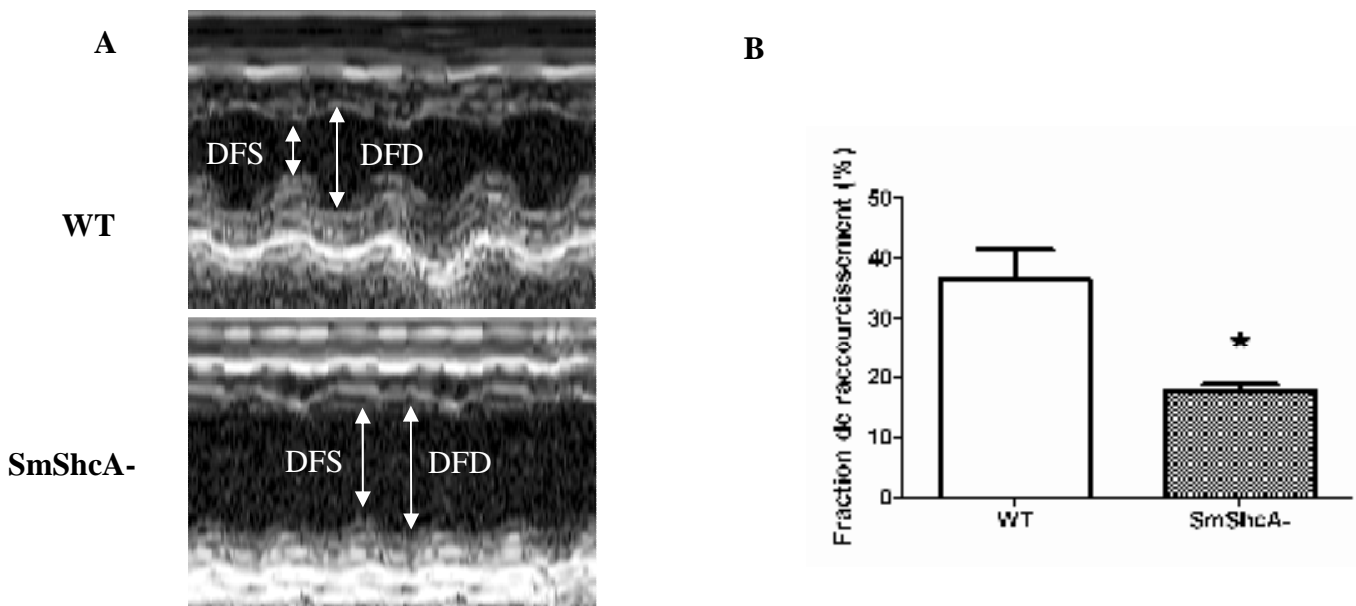 A
DFS
DFD
WT
DFS
DFD
SmShcA-
B
Fraction de raccourcissement (%)
50
40
30
20
10
0
★
WT
SmShcA-